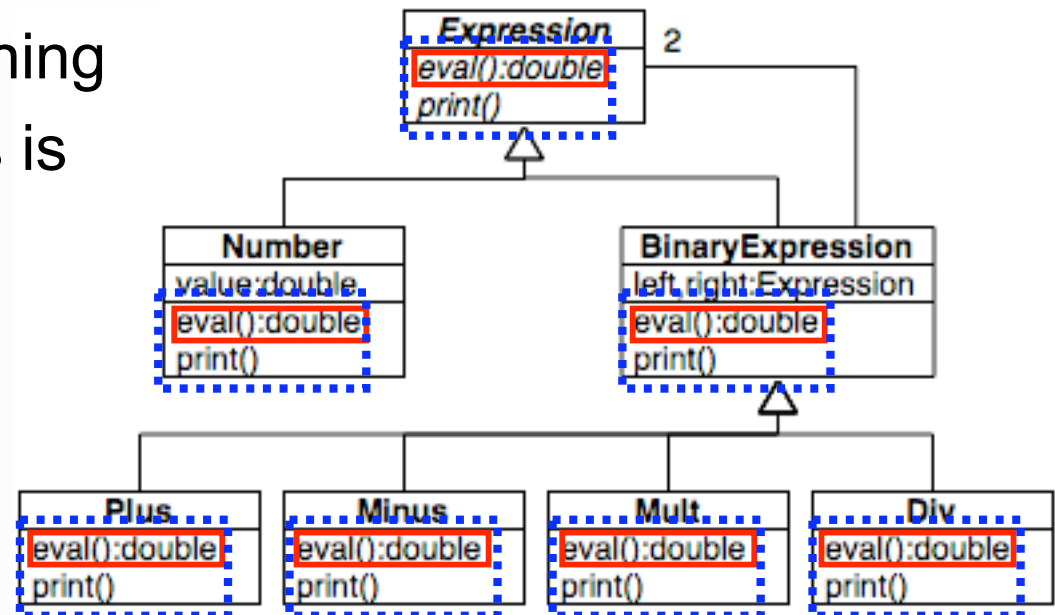 ning
is
Expression
2
eval():double
print()
Number
value:double
eval():double
print()
BinaryExpression
left,right:Expression
eval():double
print()
Plus
eval():double
print()
Minus
eval():double
print()
Mult
eval():double
print()
Div
eval():double
print()